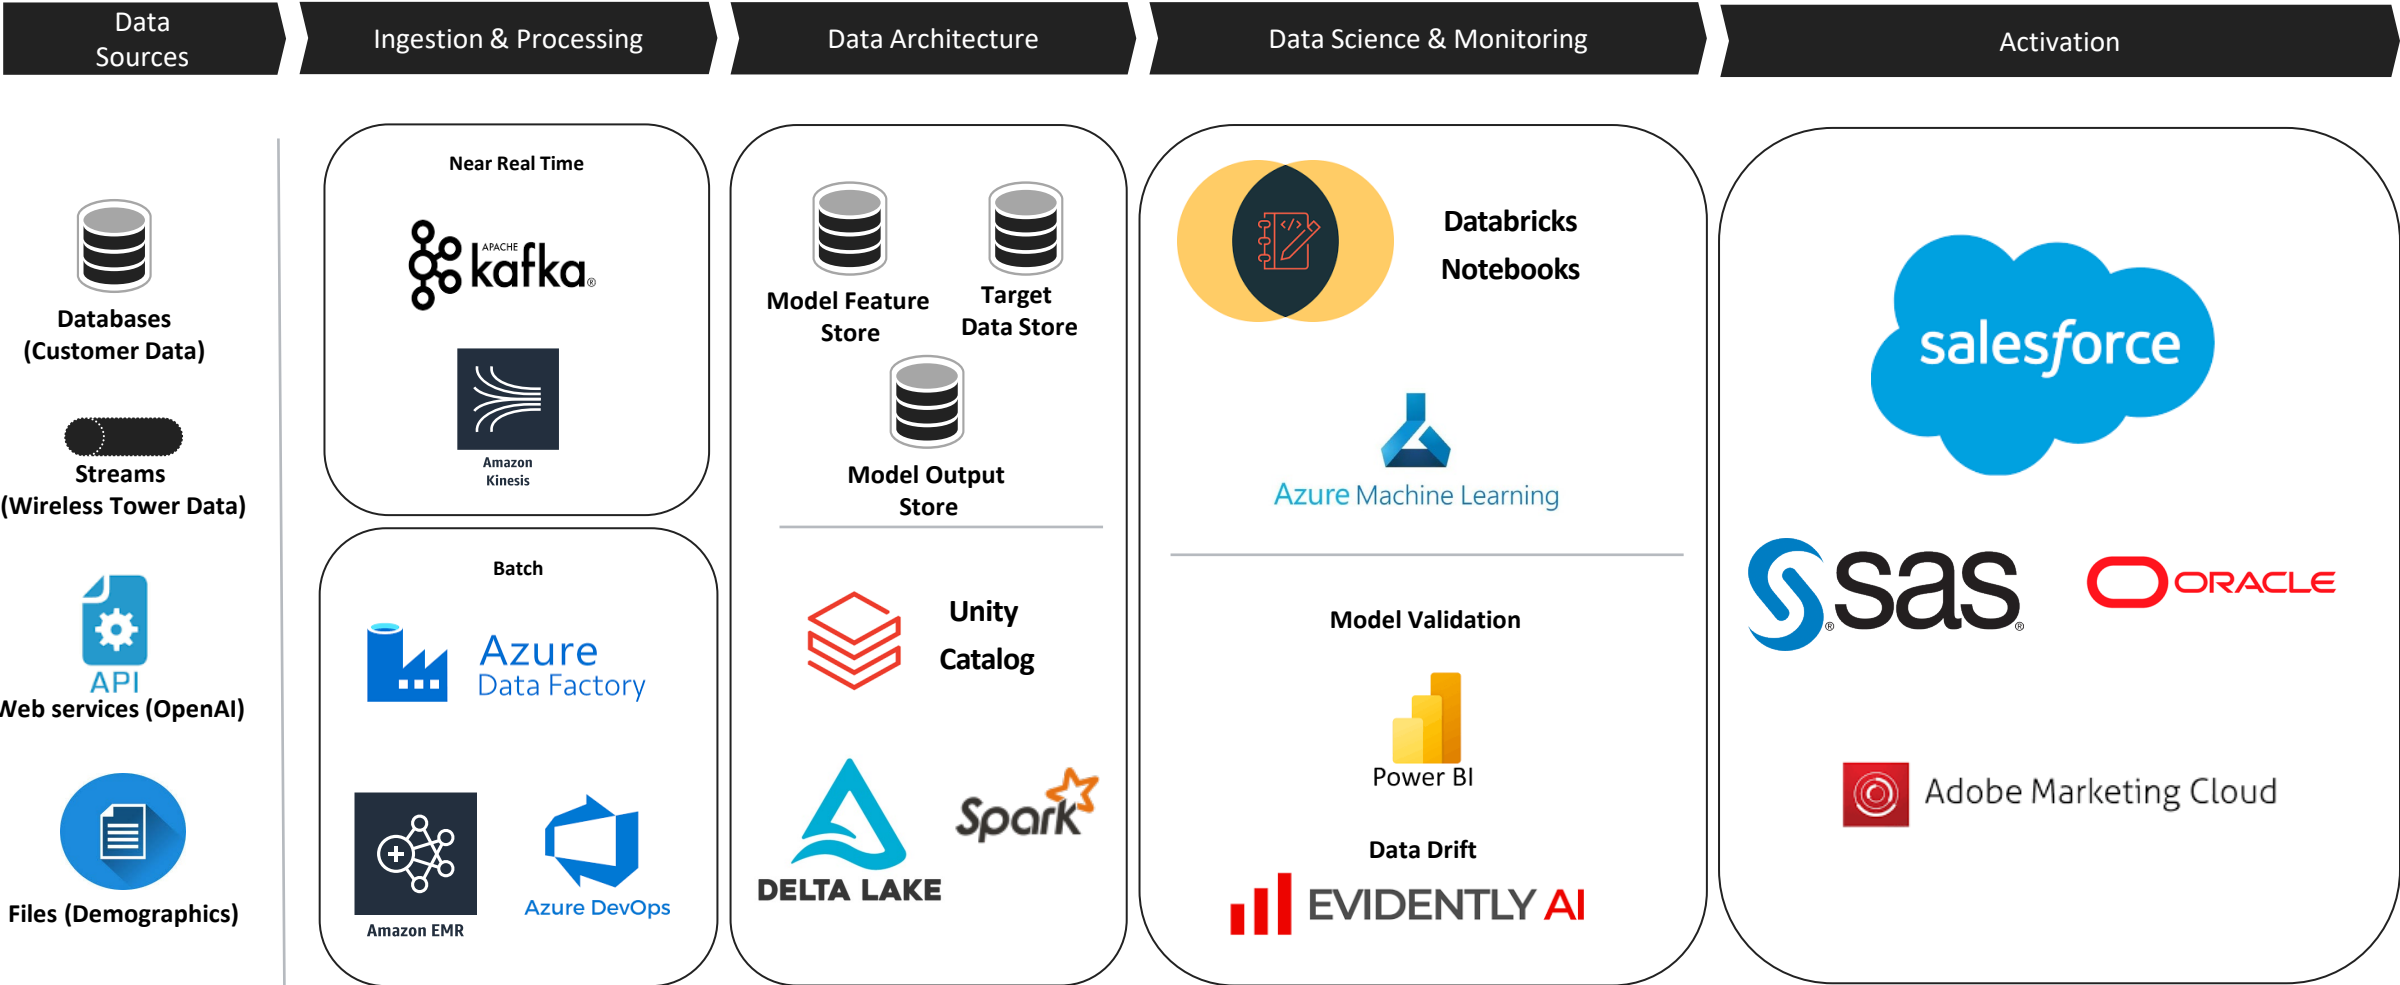 Data
Sources
Ingestion & Processing
Data Architecture
Data Science & Monitoring
Activation
Databases
(Customer Data)
Streams
(Wireless Tower Data)
API
Web services (OpenAI)
Files (Demographics)
Near Real Time
APACHE
kafka®
Amazon
Kinesis
Batch
Azure
Data Factory
Amazon EMR
Azure DevOps
Model Feature
Store
Target
Data Store
Model Output
Store
Unity
Catalog
DELTA LAKE
Spark
</>
Databricks
Notebooks
Azure Machine Learning
Model Validation
Power BI
Data Drift
EVIDENTLY AI
salesforce
sas®
ORACLE
Adobe Marketing Cloud